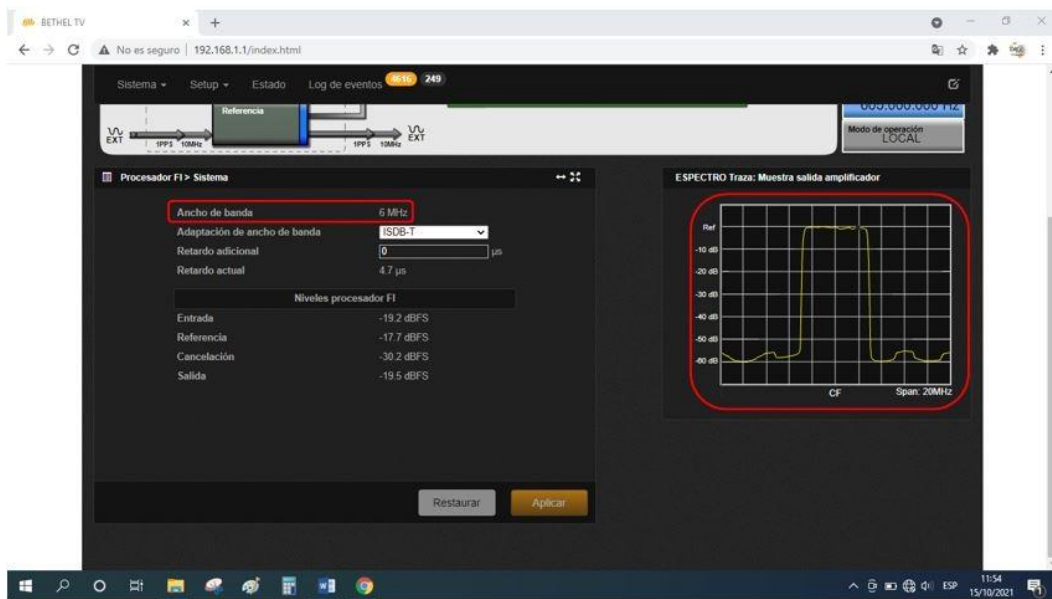 BETHEL TV
No es seguro | 192.168.1.1/index.html
Sistema Setup Estado Log de eventos 4616 249
Referencia
EXT 1PPS 10MHz 1PPS 10MHz EXT
Modo de operación
LOCAL
Procesador FI > Sistema
Ancho de banda 6 MHz
Adaptación de ancho de banda ISDB-T
Retardo adicional 0 µs
Retardo actual 4.7 µs
Niveles procesador FI
Entrada -19.2 dBFS
Referencia -17.7 dBFS
Cancelación -30.2 dBFS
Salida -19.5 dBFS
Restaurar Aplicar
ESPECTRO Traza: Muestra salida amplificador
Ref
-10 dB
-20 dB
-30 dB
-40 dB
-50 dB
-60 dB
CF Span: 20MHz
ESP 11:54
15/10/2021